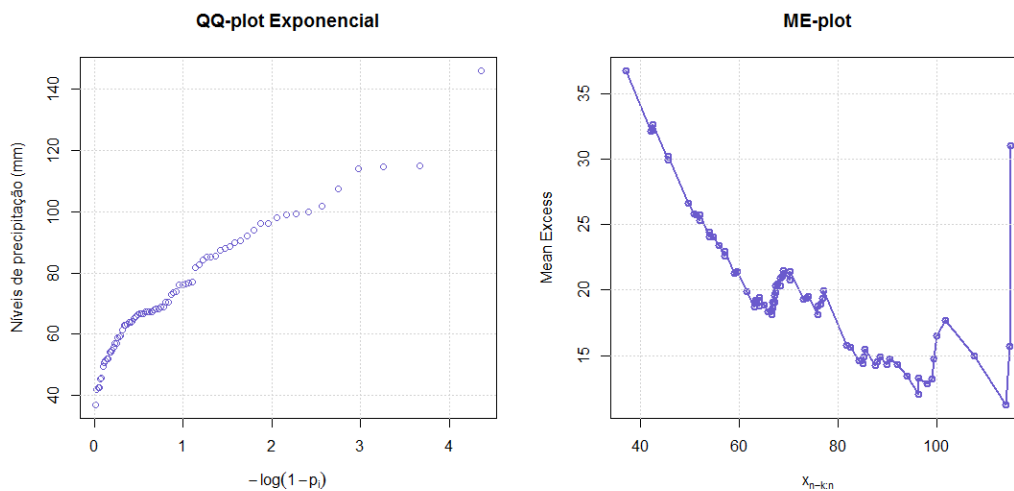 QQ-plot Exponencial
Níveis de precipitação (mm)
140
120
100
80
60
40
0 1 2 3 4
−log(1−pᵢ)
ME-plot
Mean Excess
35
30
25
20
15
40 60 80 100
xₙ₋ₖ:ₙ